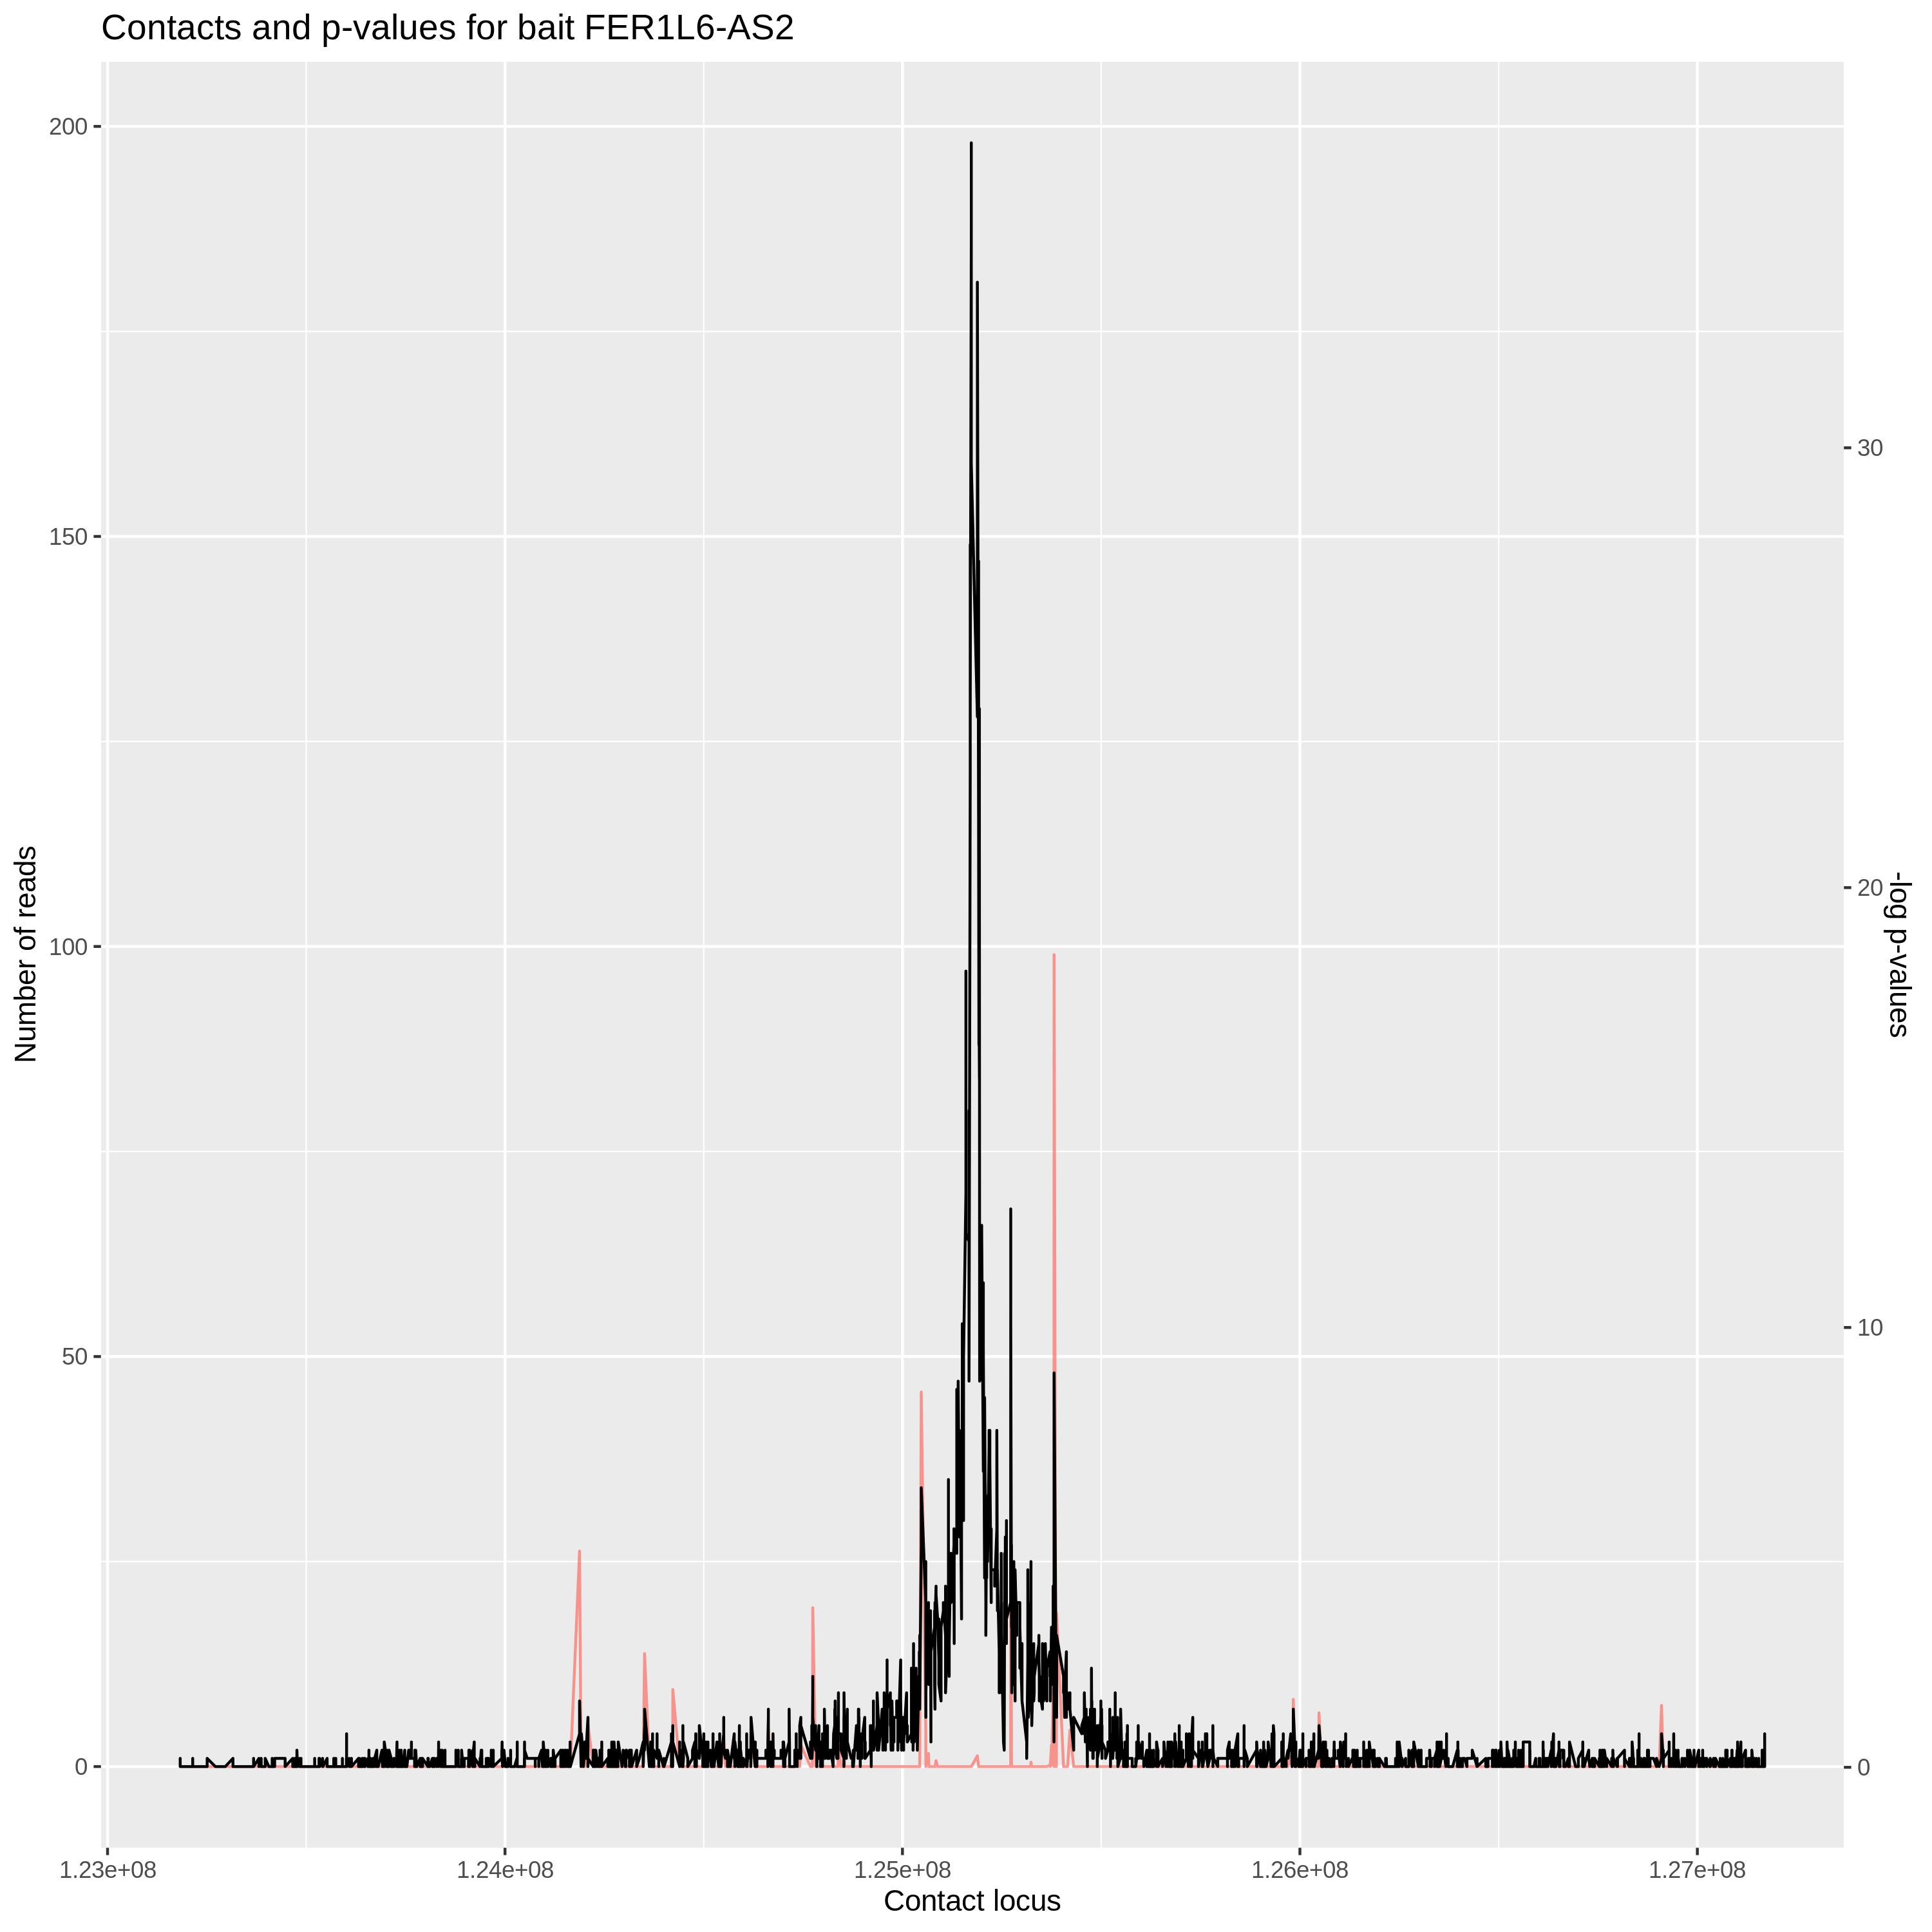 Contacts and p-values for bait FER1L6-AS2
200
150
100
50
0
Number of reads
30
20
10
0
-log p-values
1.23e+08
1.24e+08
1.25e+08
1.26e+08
1.27e+08
Contact locus